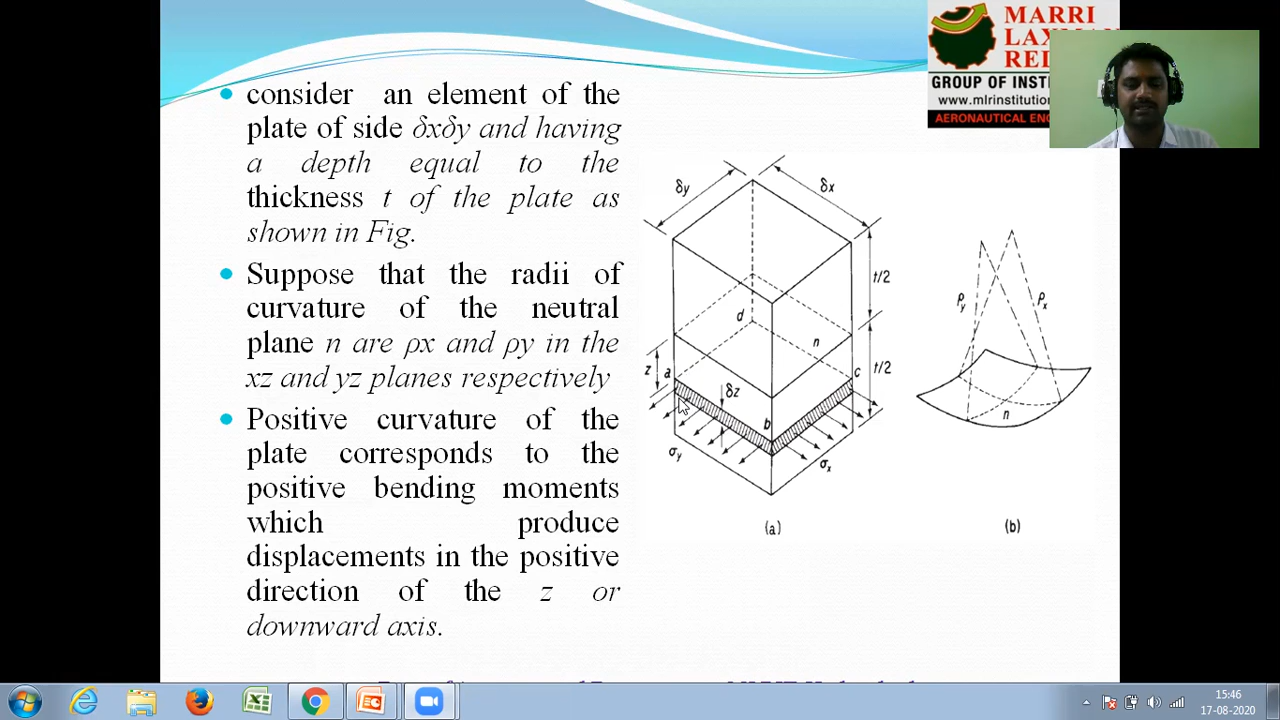 MARRI
LAXMAN
RED
GROUP OF INST
www.mlrinstitution
AERONAUTICAL EN
consider an element of the
plate of side δxδy and having
a depth equal to the
thickness t of the plate as
shown in Fig.
Suppose that the radii of
curvature of the neutral
plane n are ρx and ρy in the
xz and yz planes respectively
Positive curvature of the
plate corresponds to the
positive bending moments
which produce
displacements in the positive
direction of the z or
downward axis.
δy
δx
t/2
d
n
t/2
z
a
c
δz
b
σy
σx
(a)
ρy
ρx
n
(b)
15:46
17-08-2020